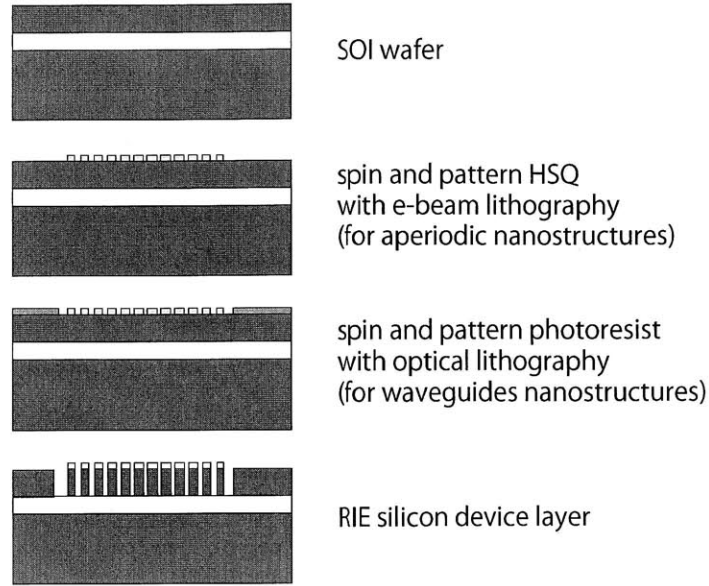 SOI wafer
spin and pattern HSQ
with e-beam lithography
(for aperiodic nanostructures)
spin and pattern photoresist
with optical lithography
(for waveguides nanostructures)
RIE silicon device layer